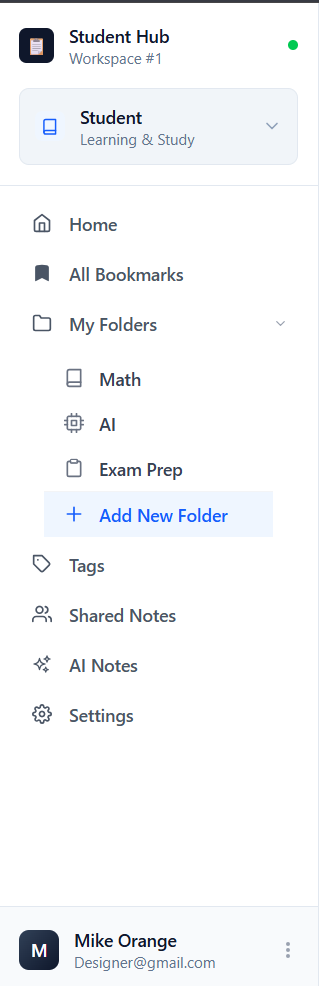 Student Hub
Workspace #1
Student
Learning & Study
Home
All Bookmarks
My Folders
Math
AI
Exam Prep
Add New Folder
Tags
Shared Notes
AI Notes
Settings
M
Mike Orange
Designer@gmail.com